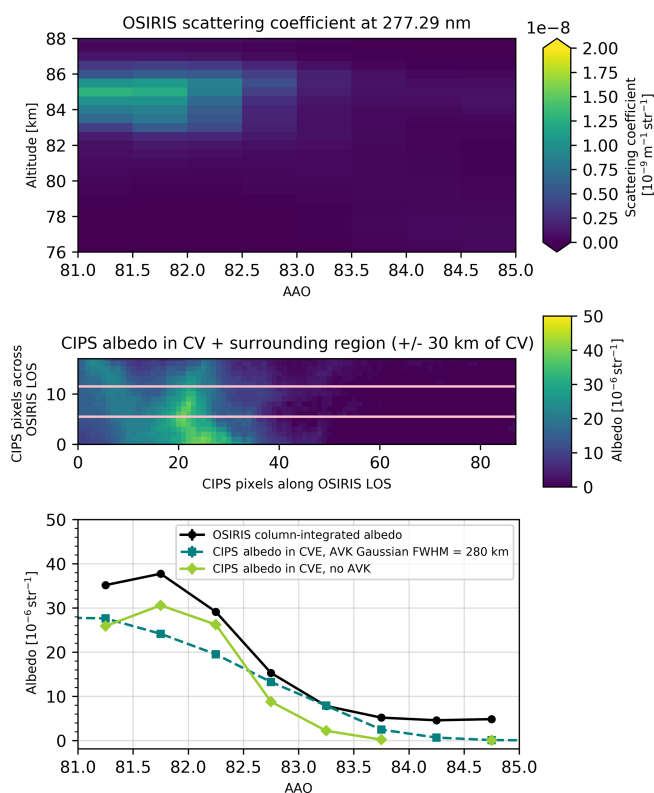 OSIRIS scattering coefficient at 277.29 nm
1e−8
88
86
84
82
80
78
76
Altitude [km]
81.0 81.5 82.0 82.5 83.0 83.5 84.0 84.5 85.0
AAO
2.00
1.75
1.50
1.25
1.00
0.75
0.50
0.25
0.00
Scattering coefficient
[10⁻⁹ m⁻¹ str⁻¹]
CIPS albedo in CV + surrounding region (+/- 30 km of CV)
10
0
CIPS pixels across
OSIRIS LOS
0 20 40 60 80
CIPS pixels along OSIRIS LOS
50
40
30
20
10
0
Albedo [10⁻⁶ str⁻¹]
50
40
30
20
10
0
Albedo [10⁻⁶ str⁻¹]
OSIRIS column-integrated albedo
CIPS albedo in CVE, AVK Gaussian FWHM = 280 km
CIPS albedo in CVE, no AVK
81.0 81.5 82.0 82.5 83.0 83.5 84.0 84.5 85.0
AAO